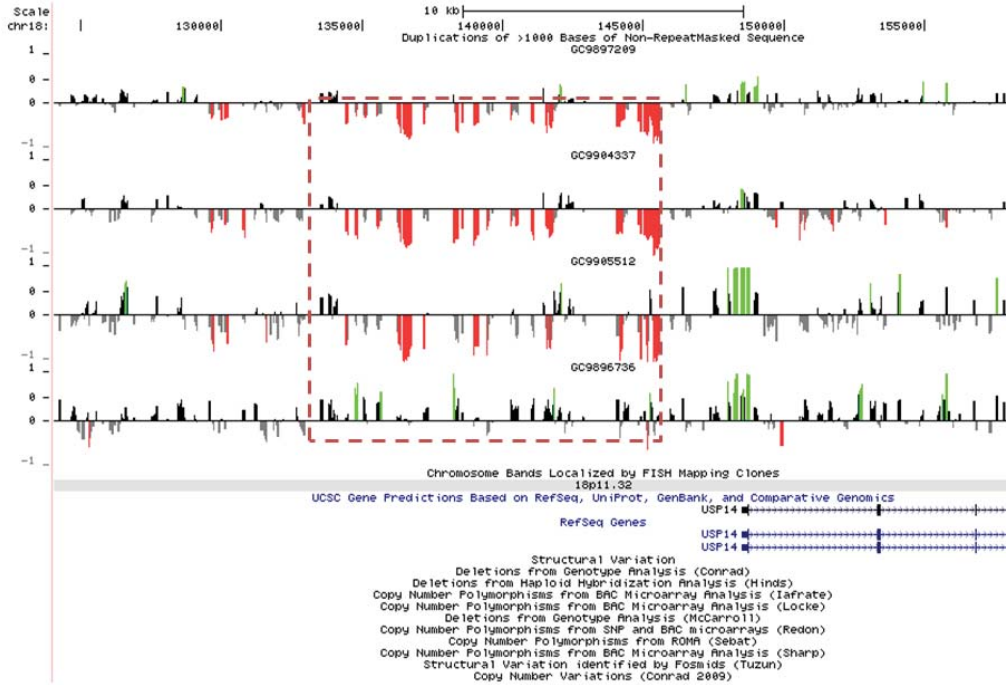 Scale 10 kb
chr18: 130000 135000 140000 145000 150000 155000
Duplications of >1000 Bases of Non-RepeatMasked Sequence
GC9897209
1 _
0 _
0 _
-1 _
GC9904337
1 _
0 _
0 _
-1 _
GC9905512
1 _
0 _
0 _
-1 _
GC9896736
1 _
0 _
0 _
-1 _
Chromosome Bands Localized by FISH Mapping Clones
18p11.32
UCSC Gene Predictions Based on RefSeq, UniProt, GenBank, and Comparative Genomics
USP14
RefSeq Genes
USP14
USP14
Structural Variation
Deletions from Genotype Analysis (Conrad)
Deletions from Haploid Hybridization Analysis (Hinds)
Copy Number Polymorphisms from BAC Microarray Analysis (Iafrate)
Copy Number Polymorphisms from BAC Microarray Analysis (Locke)
Deletions from Genotype Analysis (McCarroll)
Copy Number Polymorphisms from SNP and BAC microarrays (Redon)
Copy Number Polymorphisms from ROMA (Sebat)
Copy Number Polymorphisms from BAC Microarray Analysis (Sharp)
Structural Variation identified by Fosmids (Tuzun)
Copy Number Variations (Conrad 2009)